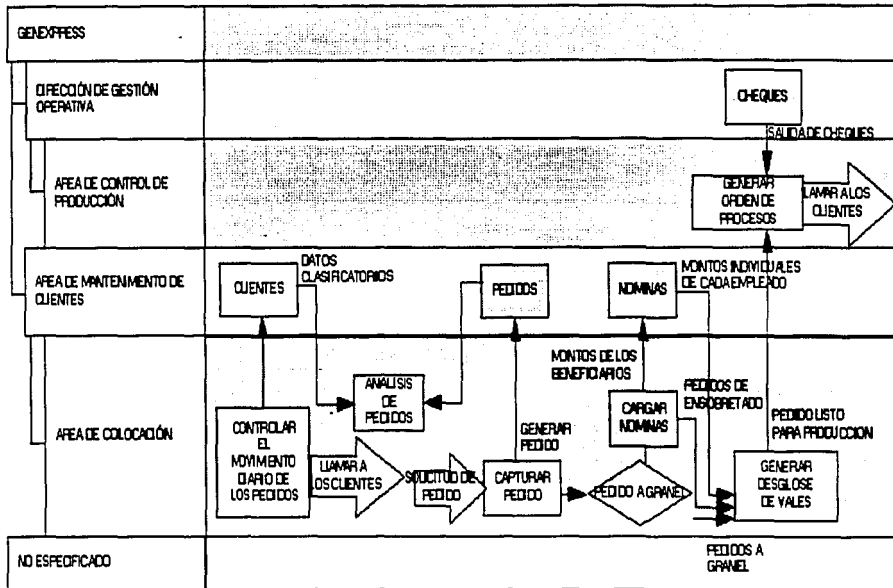 GENEXPRESS
DIRECCIÓN DE GESTIÓN
OPERATIVA
CHEQUES
SALIDA DE CHEQUES
AREA DE CONTROL DE
PRODUCCIÓN
GENERAR
ORDEN DE
PROCESOS
LAMAR A LOS
CLIENTES
AREA DE MANTENIMENTO DE
CLIENTES
CLIENTES
DATOS
CLASIFICATORIOS
PEDIDOS
NOMINAS
MONTOS INDIVIDUALES
DE CADA EMPLEADO
AREA DE COLOCACIÓN
CONTROLAR
EL
MOVIMIENTO
DIARIO DE
LOS PEDIDOS
LLAMAR A
LOS CLIENTES
ANALISIS
DE
PEDIDOS
SOLICITUD DE
PEDIDO
GENERAR
PEDIDO
CAPTURAR
PEDIDO
MONTOS DE LOS
BENEFICIARIOS
CARGAR
NOMINAS
PEDIDO A GRANEL
PEDIDOS DE
ENSOBRETADO
PEDIDO LISTO
PARA PRODUCCION
GENERAR
DESGLOSE
DE VALES
NO ESPECIFICADO
PEDIDOS A
GRANEL